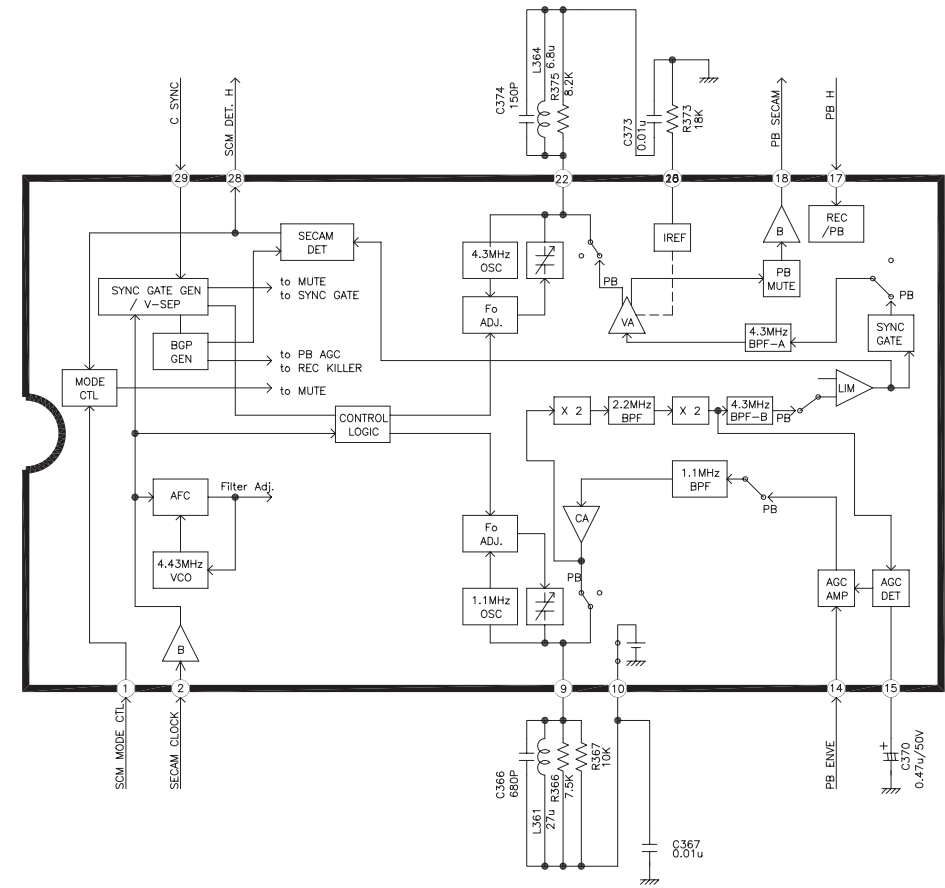 C374
150P
L364
R375 6.8u
8.2K
C373
0.01u
R373
18K
C SYNC
SCM DET. H
PB SECAM
PB H
29
28
22
18
17
SECAM
DET
4.3MHz
OSC
IREF
B
REC
/PB
PB
MUTE
PB
SYNC GATE GEN
/ V-SEP
to MUTE
to SYNC GATE
Fo
ADJ.
VA
PB
4.3MHz
BPF-A
SYNC
GATE
BGP
GEN
to PB AGC
to REC KILLER
MODE
CTL
to MUTE
LIM
CONTROL
LOGIC
X 2
2.2MHz
BPF
X 2
4.3MHz
BPF-B
PB
AFC
Filter Adj.
1.1MHz
BPF
PB
CA
Fo
ADJ.
4.43MHz
VCO
PB
1.1MHz
OSC
AGC
AMP
AGC
DET
B
1
2
9
10
14
15
SCM MODE CTL
SECAM CLOCK
PB ENVE
C370
0.47u/50V
C366
680P
L361
27u
R366
7.5K
R367
10K
C367
0.01u